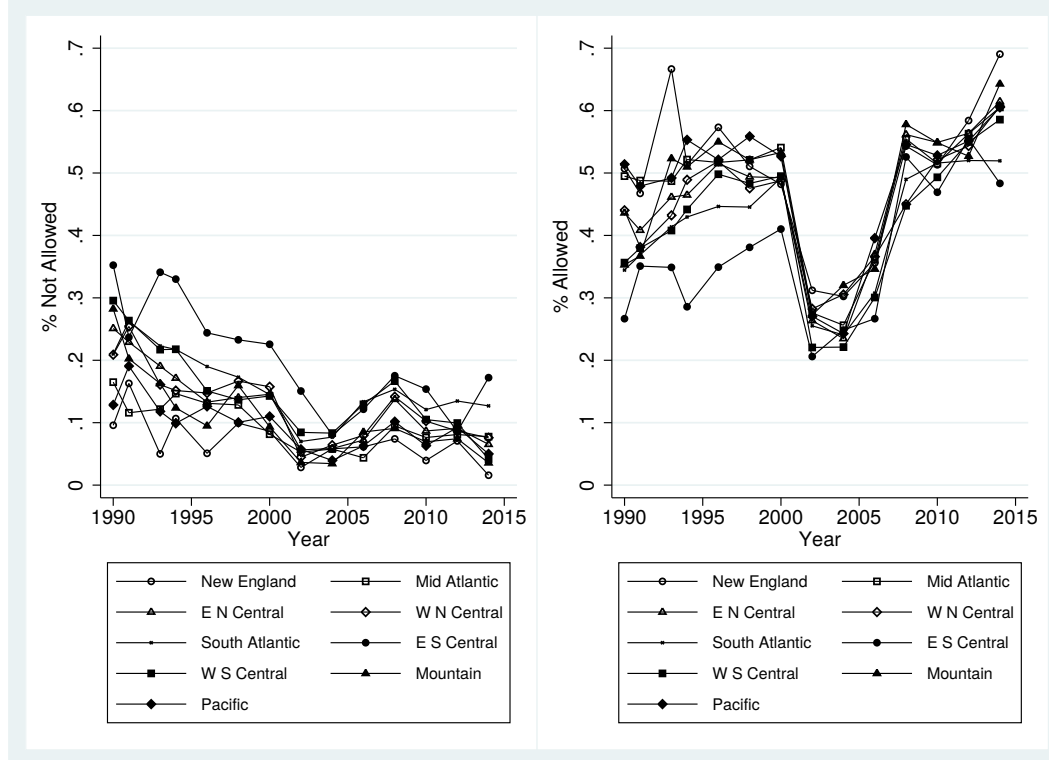 % Not Allowed
.7
.6
.5
.4
.3
.2
.1
0
1990 1995 2000 2005 2010 2015
Year
New England Mid Atlantic
E N Central W N Central
South Atlantic E S Central
W S Central Mountain
Pacific
% Allowed
.7
.6
.5
.4
.3
.2
.1
0
1990 1995 2000 2005 2010 2015
Year
New England Mid Atlantic
E N Central W N Central
South Atlantic E S Central
W S Central Mountain
Pacific